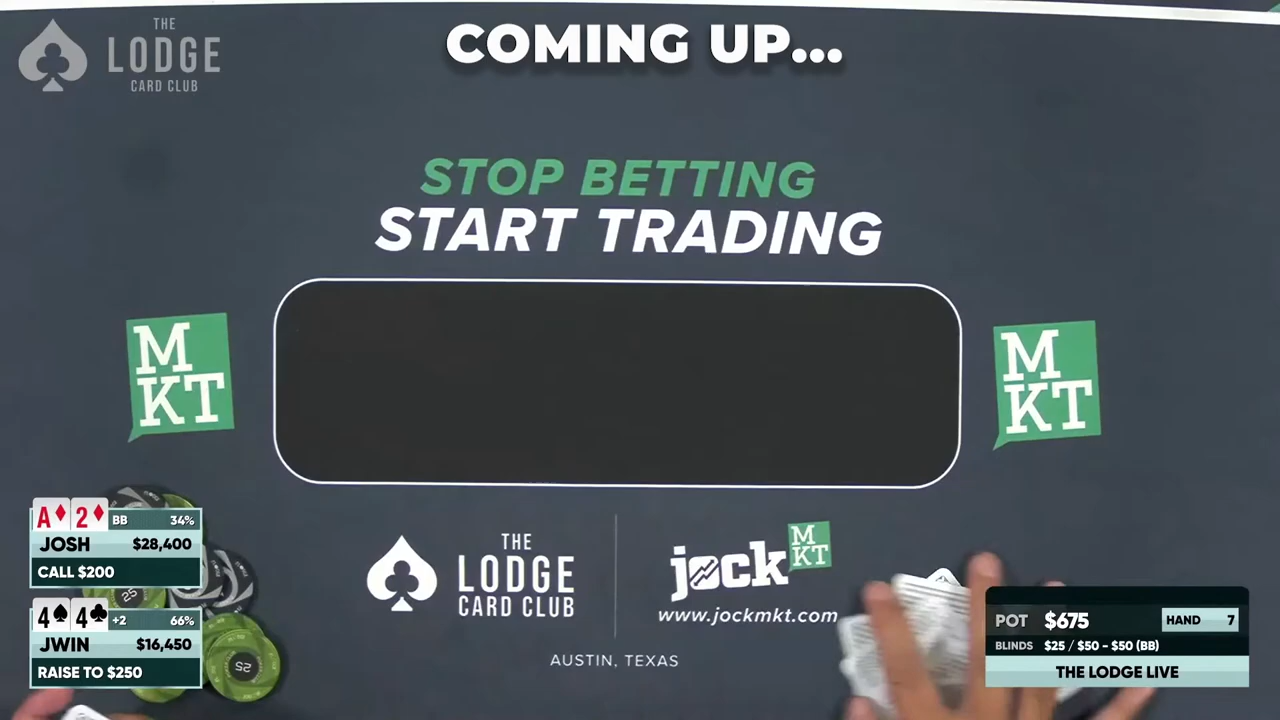 COMING UP...
THE
LODGE
CARD CLUB
STOP BETTING
START TRADING
M
KT
M
KT
A♦ 2♦ BB 34%
JOSH $28,400
CALL $200
4♠ 4♣ +2 66%
JWIN $16,450
RAISE TO $250
25
25
THE
LODGE
CARD CLUB
jock MKT
www.jockmkt.com
AUSTIN, TEXAS
POT $675 HAND 7
BLINDS $25 / $50 - $50 (BB)
THE LODGE LIVE